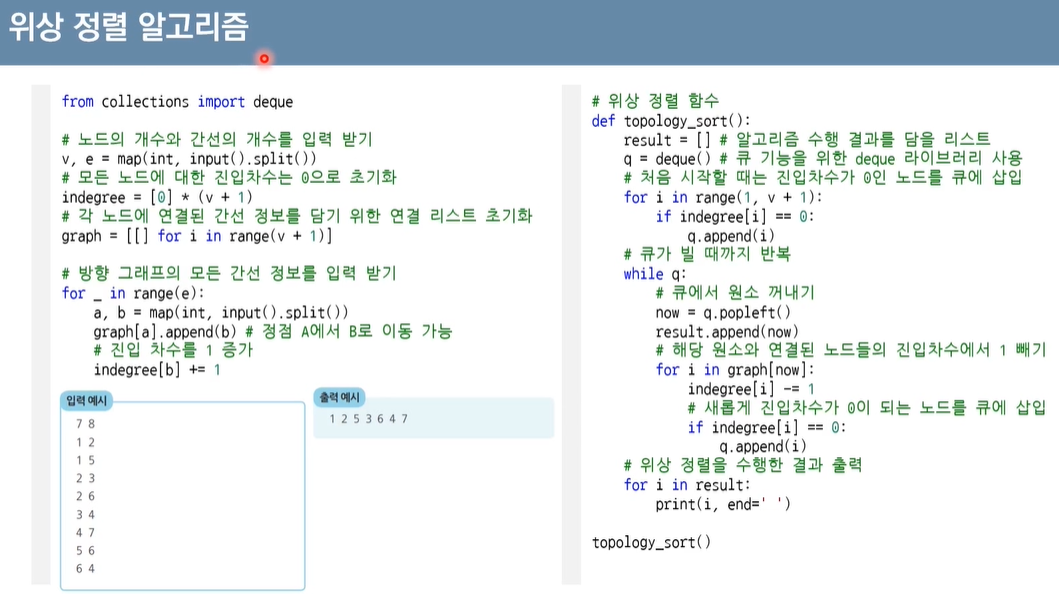 위상 정렬 알고리즘
from collections import deque
# 노드의 개수와 간선의 개수를 입력 받기
v, e = map(int, input().split())
# 모든 노드에 대한 진입차수는 0으로 초기화
indegree = [0] * (v + 1)
# 각 노드에 연결된 간선 정보를 담기 위한 연결 리스트 초기화
graph = [[] for i in range(v + 1)]
# 방향 그래프의 모든 간선 정보를 입력 받기
for _ in range(e):
a, b = map(int, input().split())
graph[a].append(b) # 정점 A에서 B로 이동 가능
# 진입 차수를 1 증가
indegree[b] += 1
입력 예시
7 8
1 2
1 5
2 3
2 6
3 4
4 7
5 6
6 4
출력 예시
1 2 5 3 6 4 7
# 위상 정렬 함수
def topology_sort():
result = [] # 알고리즘 수행 결과를 담을 리스트
q = deque() # 큐 기능을 위한 deque 라이브러리 사용
# 처음 시작할 때는 진입차수가 0인 노드를 큐에 삽입
for i in range(1, v + 1):
if indegree[i] == 0:
q.append(i)
# 큐가 빌 때까지 반복
while q:
# 큐에서 원소 꺼내기
now = q.popleft()
result.append(now)
# 해당 원소와 연결된 노드들의 진입차수에서 1 빼기
for i in graph[now]:
indegree[i] -= 1
# 새롭게 진입차수가 0이 되는 노드를 큐에 삽입
if indegree[i] == 0:
q.append(i)
# 위상 정렬을 수행한 결과 출력
for i in result:
print(i, end=' ')
topology_sort()